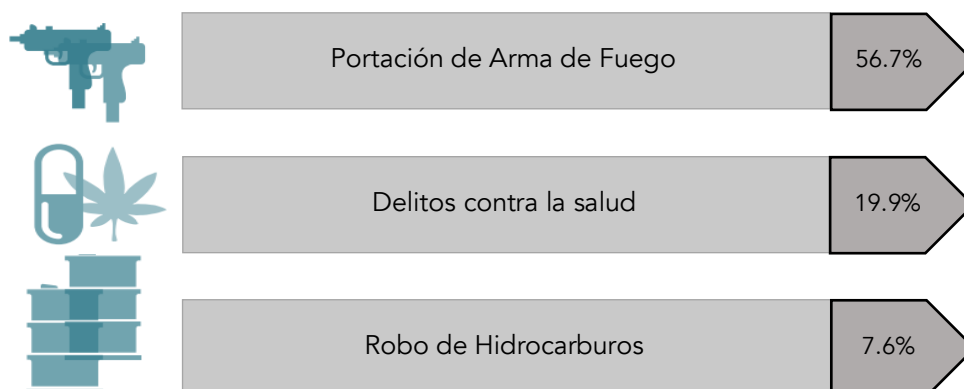 Portación de Arma de Fuego 56.7%
Delitos contra la salud 19.9%
Robo de Hidrocarburos 7.6%